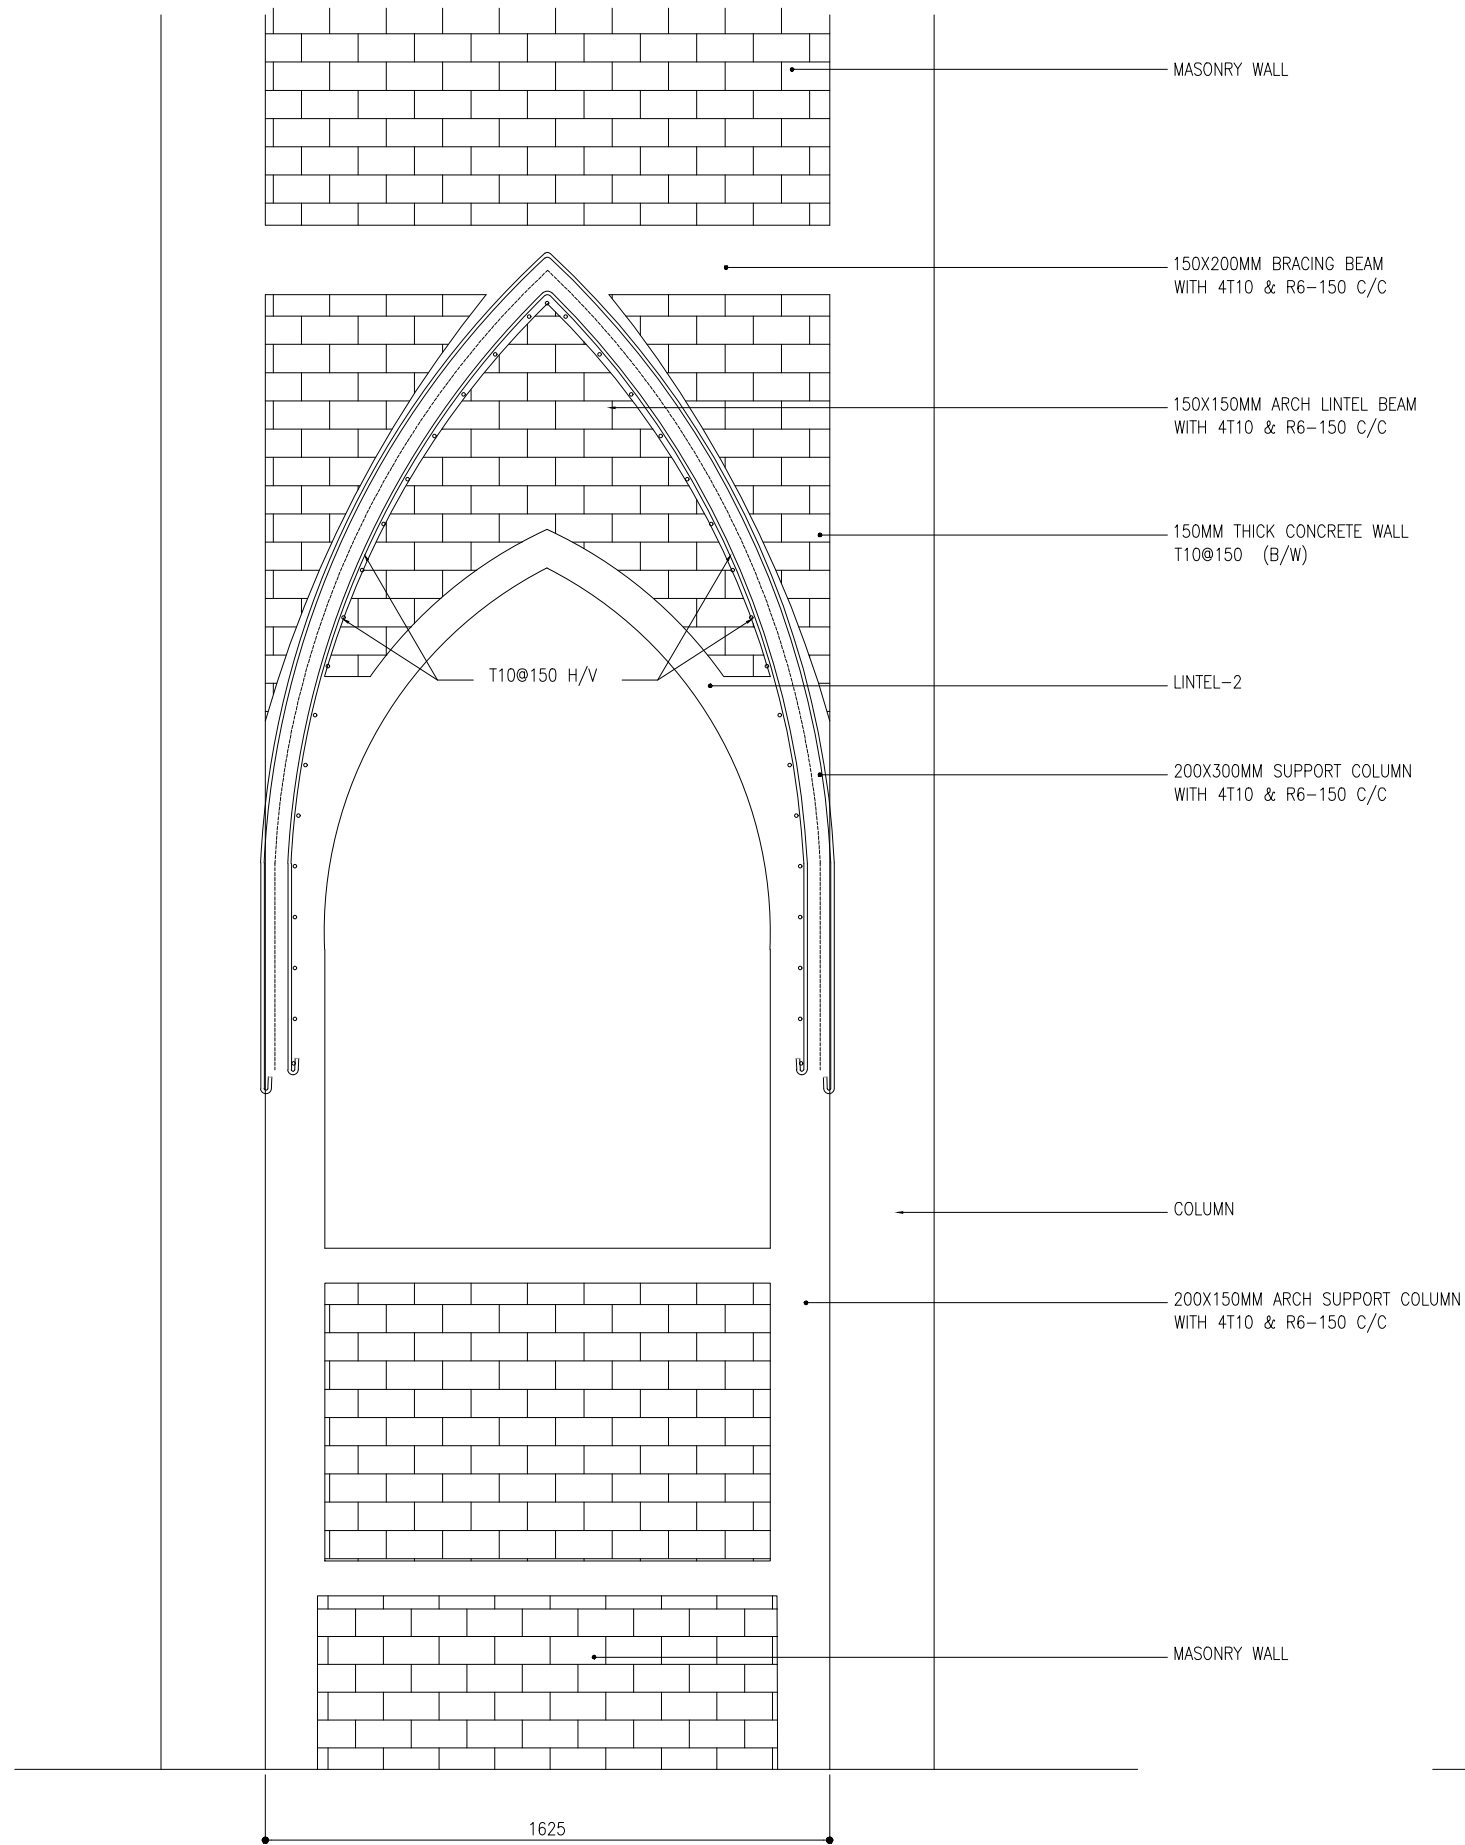 MASONRY WALL
150X200MM BRACING BEAM
WITH 4T10 & R6-150 C/C
150X150MM ARCH LINTEL BEAM
WITH 4T10 & R6-150 C/C
150MM THICK CONCRETE WALL
T10@150 (B/W)
T10@150 H/V
LINTEL-2
200X300MM SUPPORT COLUMN
WITH 4T10 & R6-150 C/C
COLUMN
200X150MM ARCH SUPPORT COLUMN
WITH 4T10 & R6-150 C/C
MASONRY WALL
1625